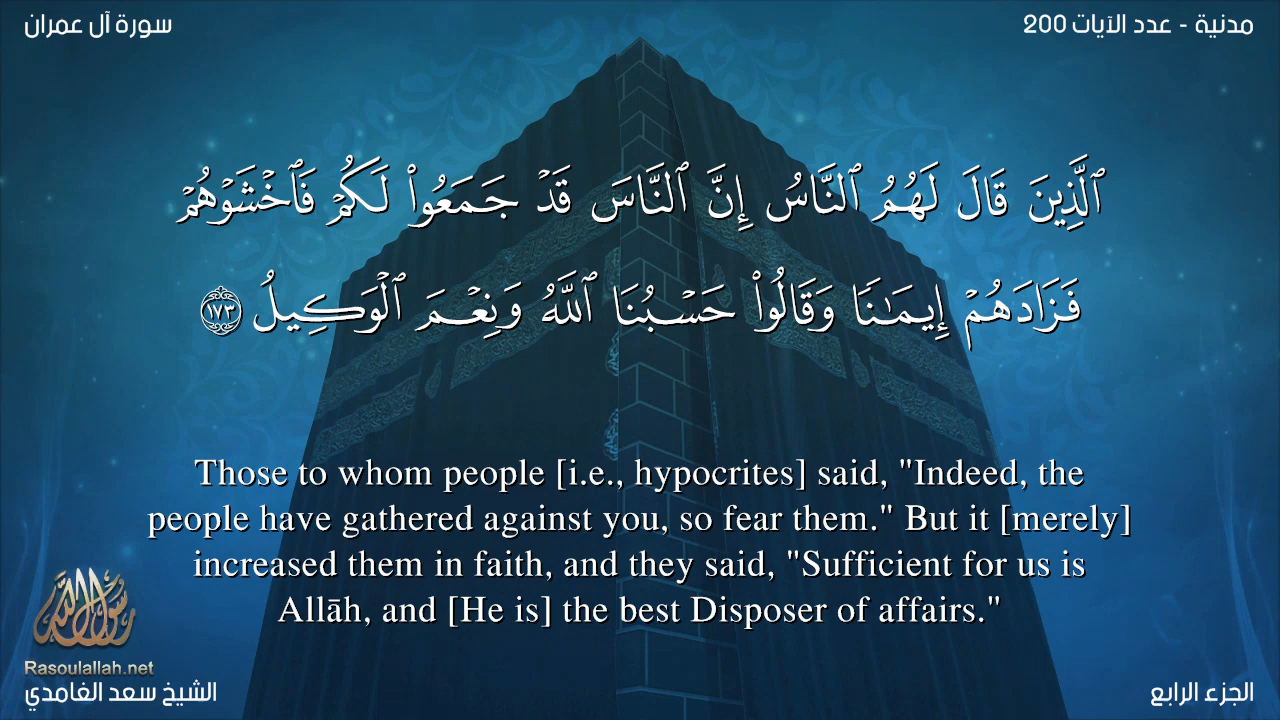 سورة آل عمران
مدنية - عدد الآيات 200
ٱلَّذِينَ قَالَ لَهُمُ ٱلنَّاسُ إِنَّ ٱلنَّاسَ قَدْ جَمَعُوا۟ لَكُمْ فَٱخْشَوْهُمْ
فَزَادَهُمْ إِيمَـٰنًا وَقَالُوا۟ حَسْبُنَا ٱللَّهُ وَنِعْمَ ٱلْوَكِيلُ ١٧٣
Those to whom people [i.e., hypocrites] said, "Indeed, the
people have gathered against you, so fear them." But it [merely]
increased them in faith, and they said, "Sufficient for us is
Allāh, and [He is] the best Disposer of affairs."
رسول الله
Rasoulallah.net
الشيخ سعد الغامدي
الجزء الرابع